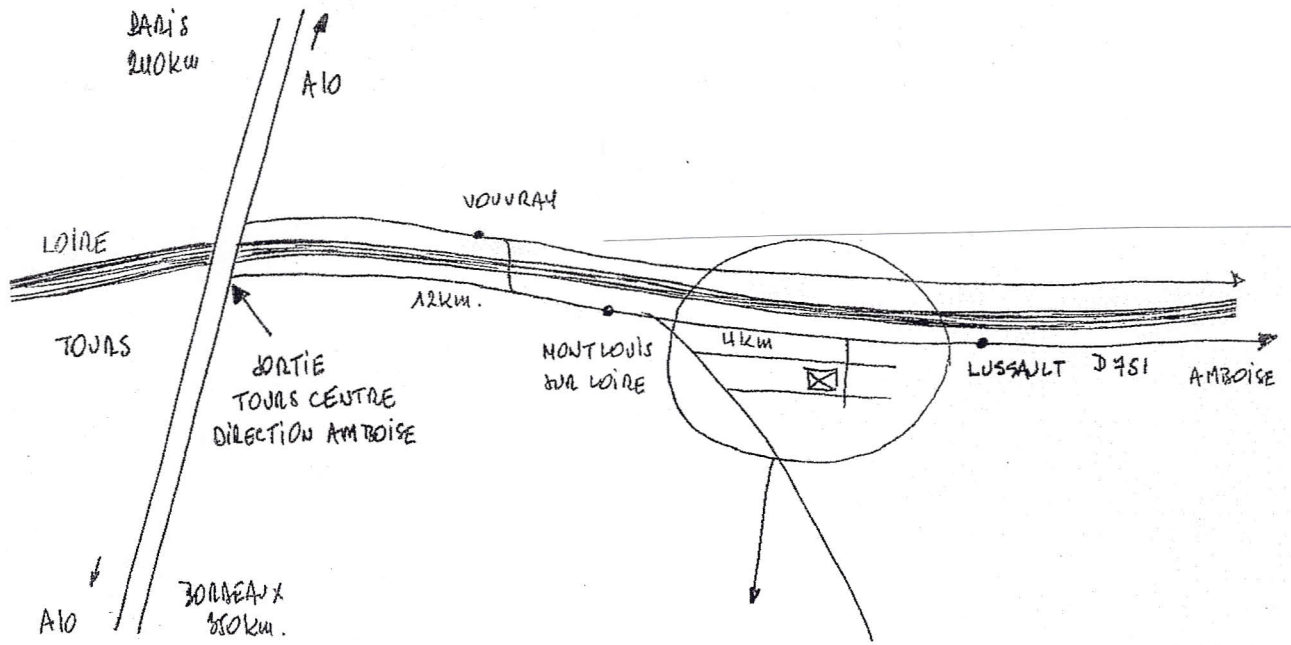 PARIS
240km
A10
VOUVRAY
LOIRE
12km.
TOURS
SORTIE
TOURS CENTRE
DIRECTION AMBOISE
MONTLOUIS
SUR LOIRE
4km
LUSSAULT D751
AMBOISE
A10
BORDEAUX
350km.